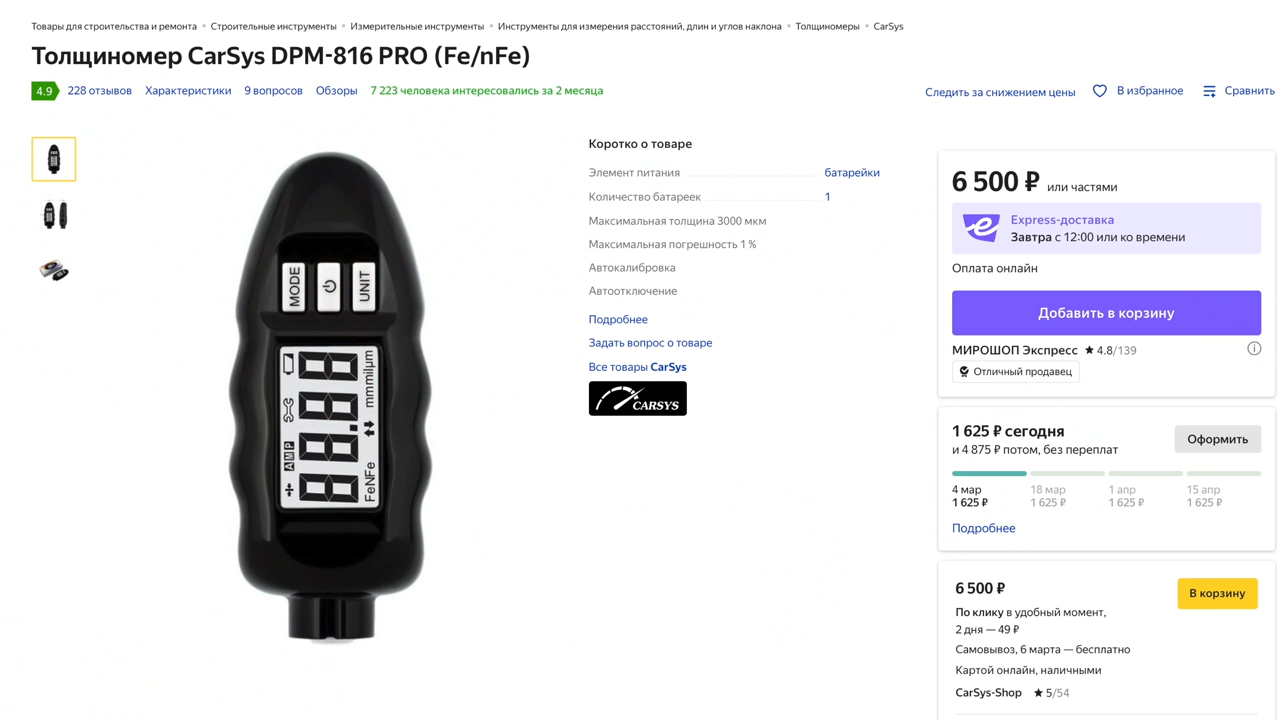 Товары для строительства и ремонта • Строительные инструменты • Измерительные инструменты • Инструменты для измерения расстояний, длин и углов наклона • Толщиномеры • CarSys
Толщиномер CarSys DPM-816 PRO (Fe/nFe)
4.9 228 отзывов Характеристики 9 вопросов Обзоры 7 223 человека интересовались за 2 месяца
Следить за снижением цены В избранное Сравнить
MODE
UNIT
88.88
mmmilμm
AMP
FeNFe
Коротко о товаре
Элемент питания батарейки
Количество батареек 1
Максимальная толщина 3000 мкм
Максимальная погрешность 1 %
Автокалибровка
Автоотключение
Подробнее
Задать вопрос о товаре
Все товары CarSys
CARSYS
6 500 ₽ или частями
Express-доставка
Завтра с 12:00 или ко времени
Оплата онлайн
Добавить в корзину
МИРОШОП Экспресс ★ 4.8/139
Отличный продавец
1 625 ₽ сегодня
и 4 875 ₽ потом, без переплат
Оформить
4 мар 18 мар 1 апр 15 апр
1 625 ₽ 1 625 ₽ 1 625 ₽ 1 625 ₽
Подробнее
6 500 ₽
В корзину
По клику в удобный момент,
2 дня — 49 ₽
Самовывоз, 6 марта — бесплатно
Картой онлайн, наличными
CarSys-Shop ★ 5/54